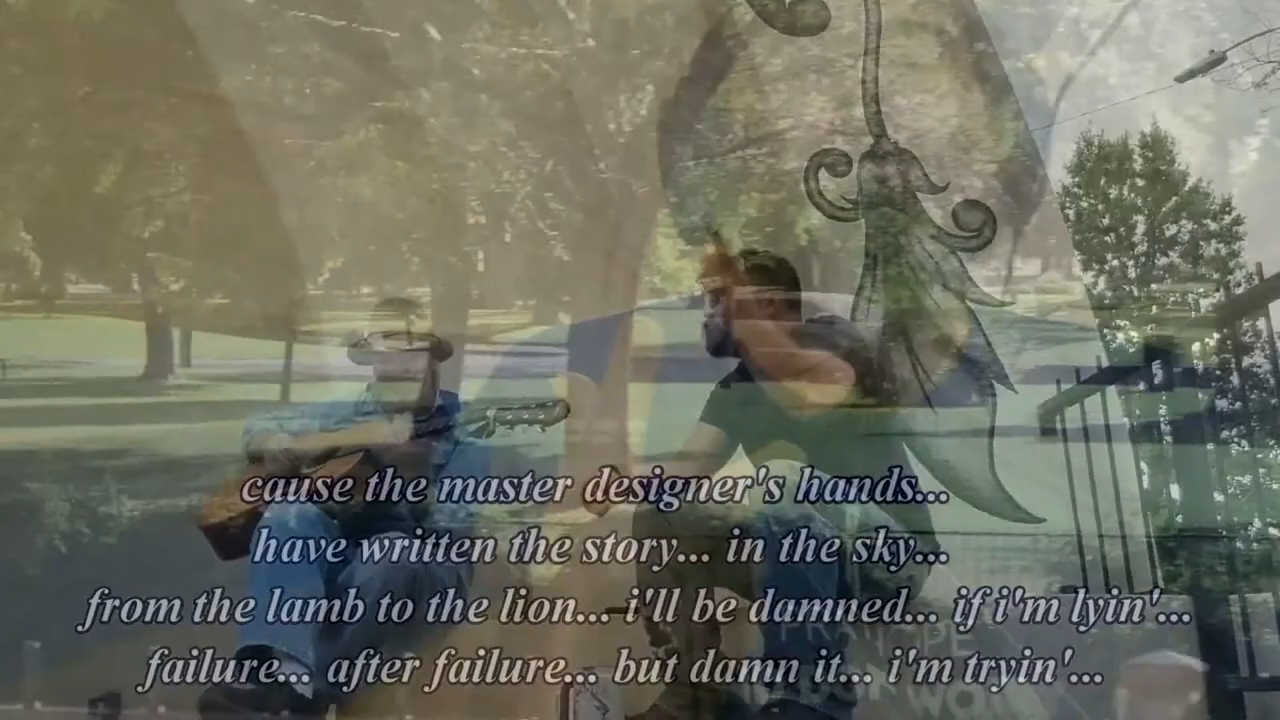 cause the master designer's hands...
have written the story... in the sky...
from the lamb to the lion... i'll be damned... if i'm lyin'...
failure... after failure... but damn it... i'm tryin'...